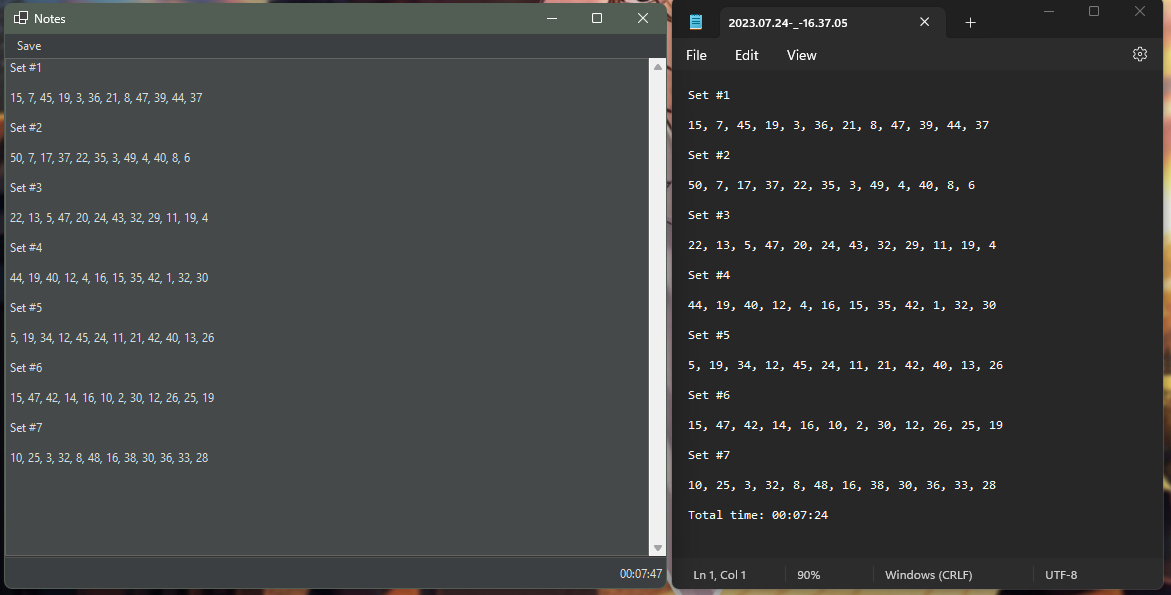 Notes
Save
Set #1
15, 7, 45, 19, 3, 36, 21, 8, 47, 39, 44, 37
Set #2
50, 7, 17, 37, 22, 35, 3, 49, 4, 40, 8, 6
Set #3
22, 13, 5, 47, 20, 24, 43, 32, 29, 11, 19, 4
Set #4
44, 19, 40, 12, 4, 16, 15, 35, 42, 1, 32, 30
Set #5
5, 19, 34, 12, 45, 24, 11, 21, 42, 40, 13, 26
Set #6
15, 47, 42, 14, 16, 10, 2, 30, 12, 26, 25, 19
Set #7
10, 25, 3, 32, 8, 48, 16, 38, 30, 36, 33, 28
00:07:47
2023.07.24-_-16.37.05
File Edit View
Set #1
15, 7, 45, 19, 3, 36, 21, 8, 47, 39, 44, 37
Set #2
50, 7, 17, 37, 22, 35, 3, 49, 4, 40, 8, 6
Set #3
22, 13, 5, 47, 20, 24, 43, 32, 29, 11, 19, 4
Set #4
44, 19, 40, 12, 4, 16, 15, 35, 42, 1, 32, 30
Set #5
5, 19, 34, 12, 45, 24, 11, 21, 42, 40, 13, 26
Set #6
15, 47, 42, 14, 16, 10, 2, 30, 12, 26, 25, 19
Set #7
10, 25, 3, 32, 8, 48, 16, 38, 30, 36, 33, 28
Total time: 00:07:24
Ln 1, Col 1 90% Windows (CRLF) UTF-8